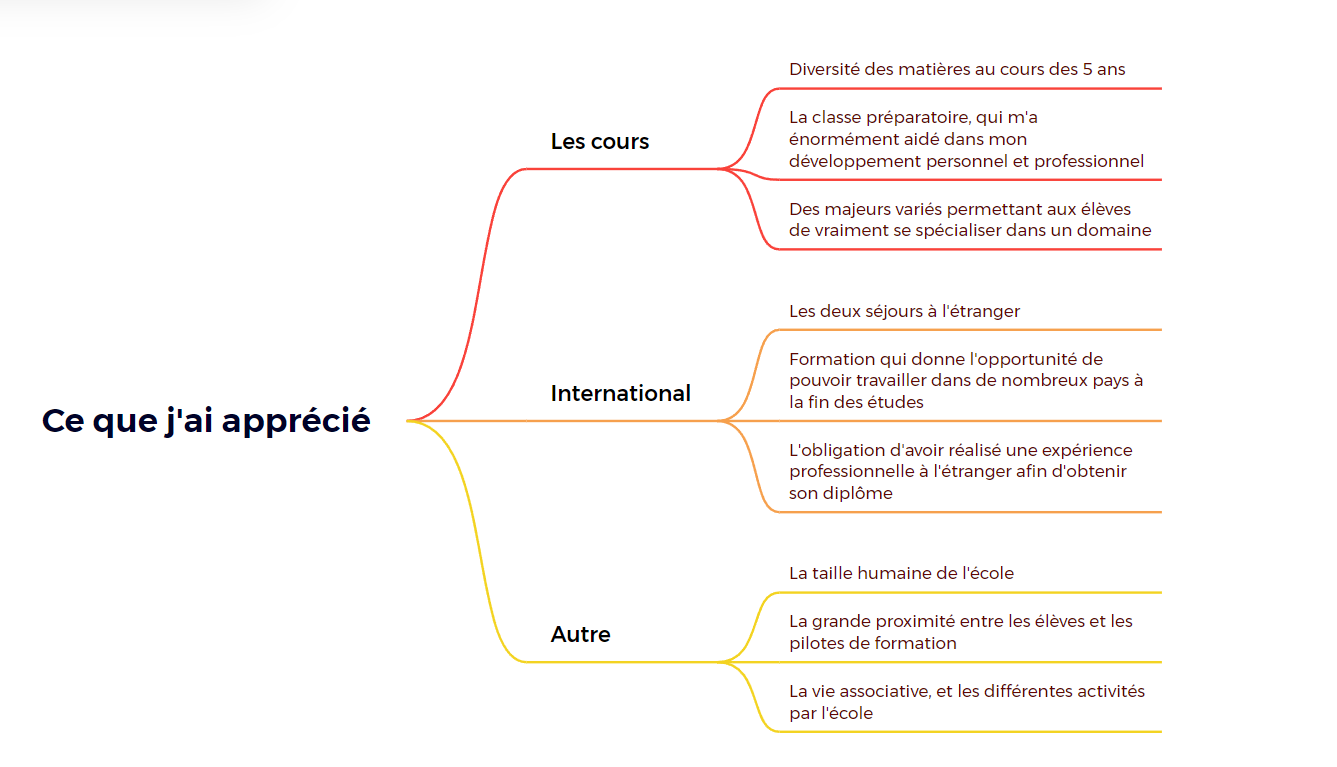 Ce que j'ai apprécié
Les cours
Diversité des matières au cours des 5 ans
La classe préparatoire, qui m'a
énormément aidé dans mon
développement personnel et professionnel
Des majeurs variés permettant aux élèves
de vraiment se spécialiser dans un domaine
International
Les deux séjours à l'étranger
Formation qui donne l'opportunité de
pouvoir travailler dans de nombreux pays à
la fin des études
L'obligation d'avoir réalisé une expérience
professionnelle à l'étranger afin d'obtenir
son diplôme
Autre
La taille humaine de l'école
La grande proximité entre les élèves et les
pilotes de formation
La vie associative, et les différentes activités
par l'école